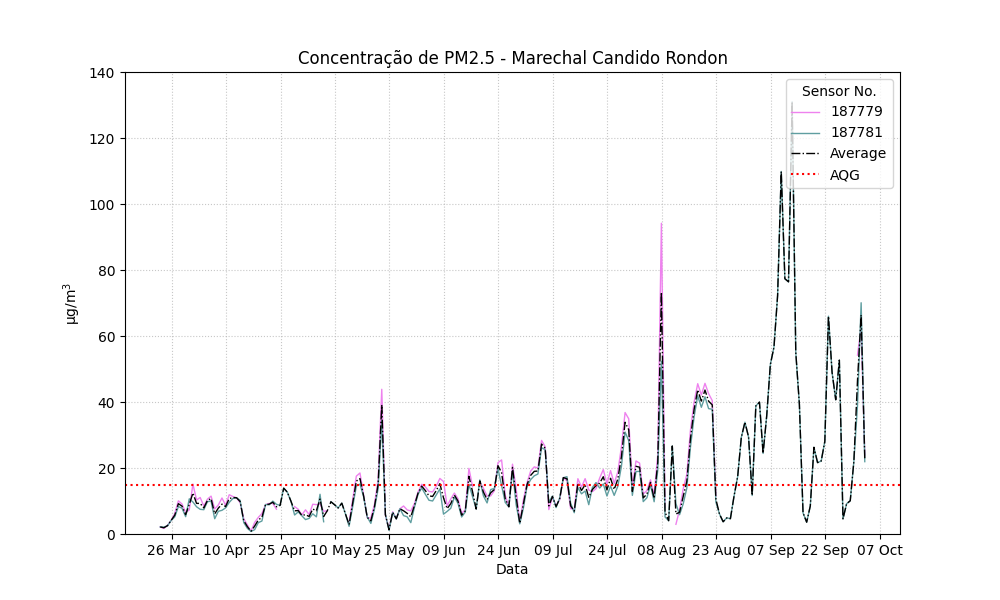 Concentração de PM2.5 - Marechal Candido Rondon
140
120
100
80
60
40
20
0
µg/m³
Sensor No.
187779
187781
Average
AQG
26 Mar 10 Apr 25 Apr 10 May 25 May 09 Jun 24 Jun 09 Jul 24 Jul 08 Aug 23 Aug 07 Sep 22 Sep 07 Oct
Data